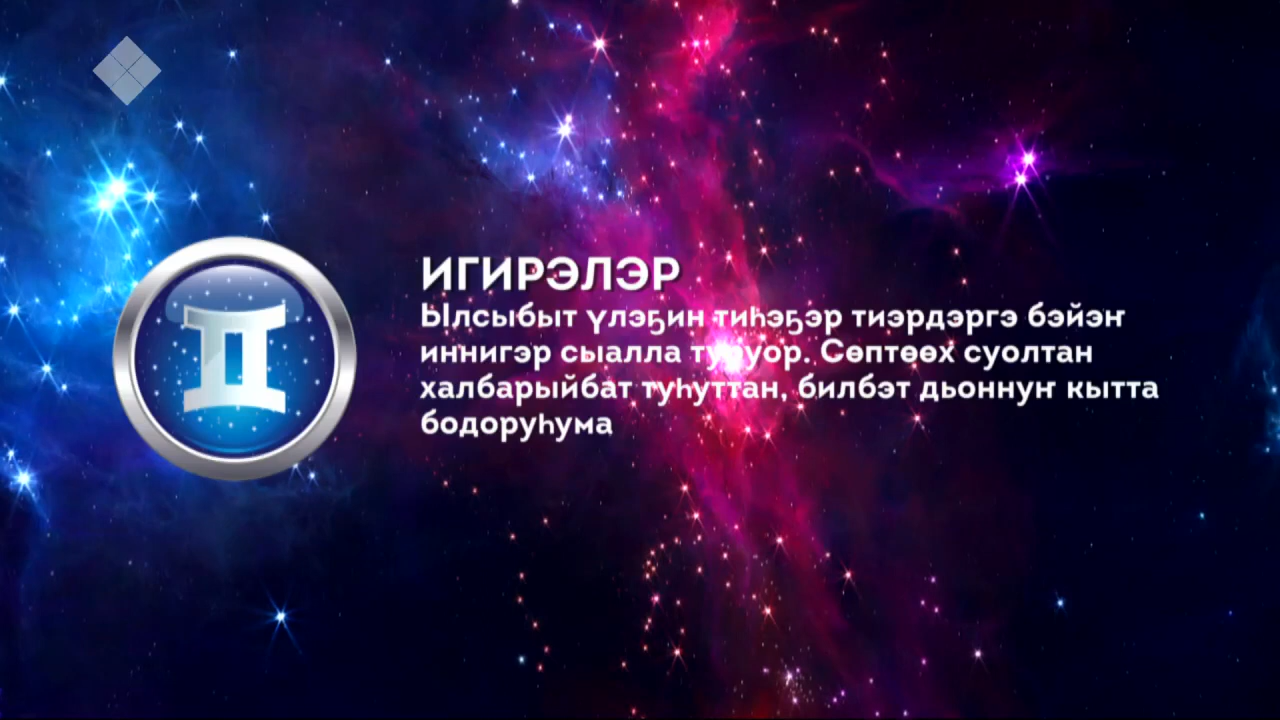 ИГИРЭЛЭР
Ылсыбыт үлэҕин тиһэҕэр тиэрдэргэ бэйэҥ
иннигэр сыалла туруор. Сөптөөх суолтан
халбарыйбат туһуттан, билбэт дьоннуҥ кытта
бодоруһума